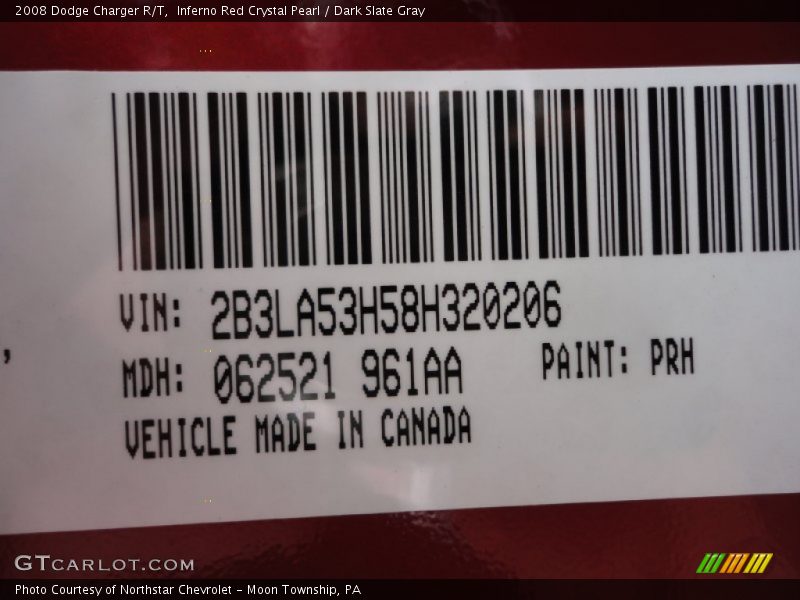 2008 Dodge Charger R/T,  Inferno Red Crystal Pearl / Dark Slate Gray
VIN: 2B3LA53H58H320206
MDH: 062521 961AA PAINT: PRH
VEHICLE MADE IN CANADA
GTCARLOT.COM
Photo Courtesy of Northstar Chevrolet - Moon Township, PA